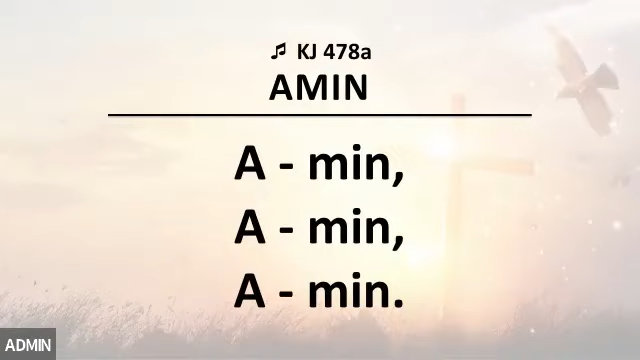 ♫ KJ 478a
AMIN
A - min,
A - min,
A - min.
ADMIN